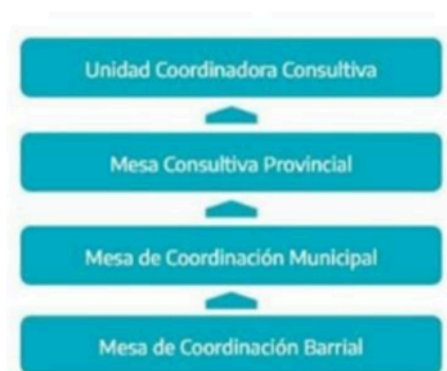 Unidad Coordinadora Consultiva
Mesa Consultiva Provincial
Mesa de Coordinación Municipal
Mesa de Coordinación Barrial